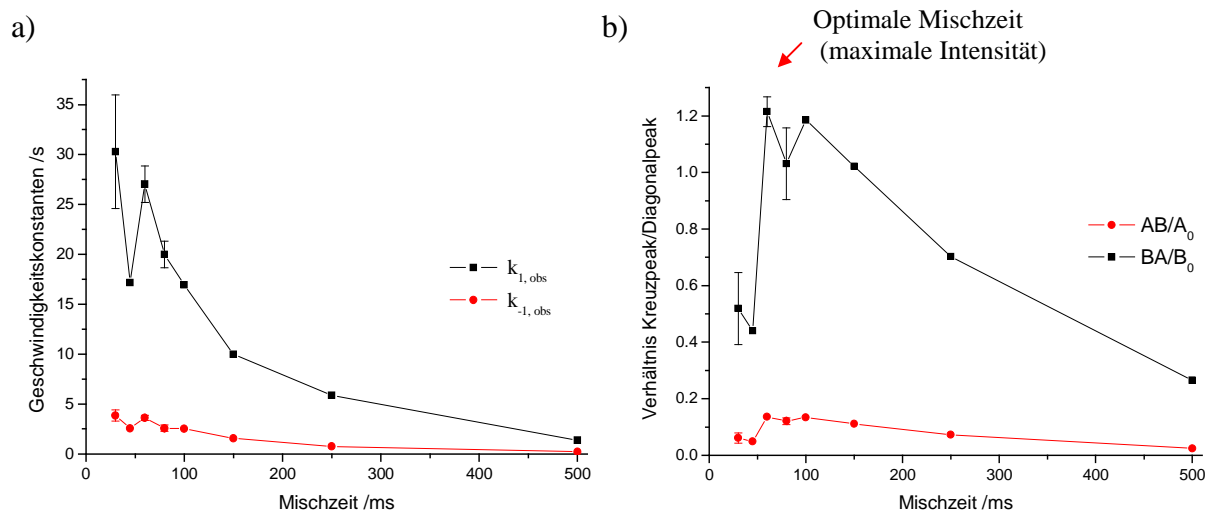 a)
Geschwindigkeitskonstanten /s
35
30
25
20
15
10
5
0
0 100 200 300 400 500
Mischzeit /ms
k1, obs
k-1, obs
b)
Optimale Mischzeit
(maximale Intensität)
Verhältnis Kreuzpeak/Diagonalpeak
1.2
1.0
0.8
0.6
0.4
0.2
0.0
0 100 200 300 400 500
Mischzeit /ms
AB/A0
BA/B0